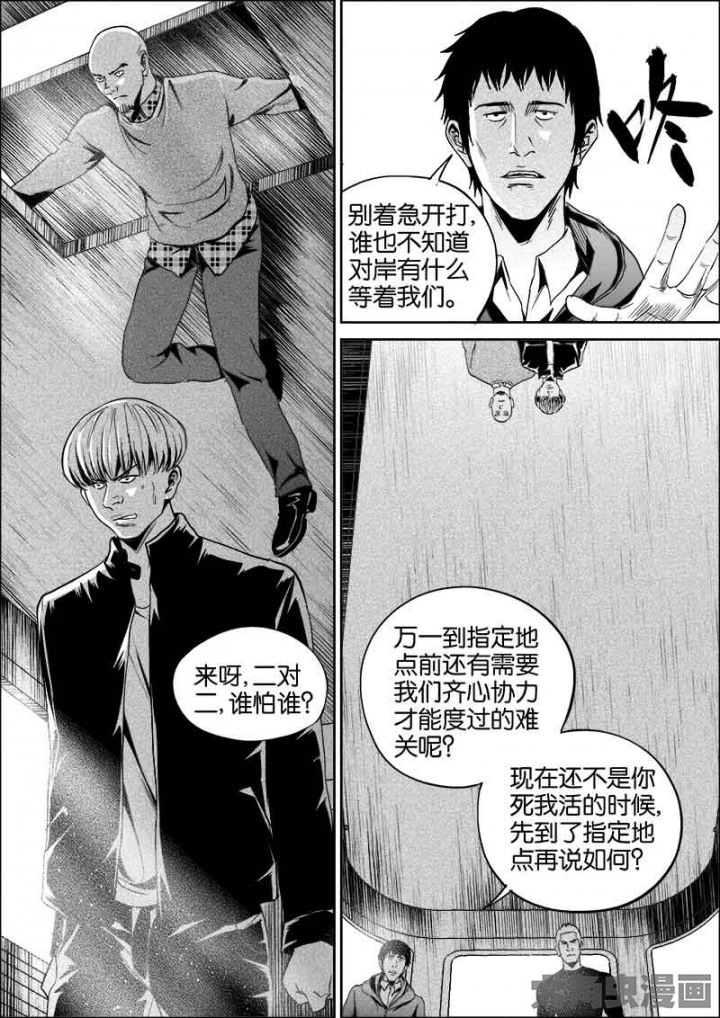 来呀,二对
二,谁怕谁?
咚
别着急开打,
谁也不知道
对岸有什么
等着我们。
万一到指定地
点前还有需要
我们齐心协力
才能度过的难
关呢?
现在还不是你
死我活的时候,
先到了指定地
点再说如何?
漫画